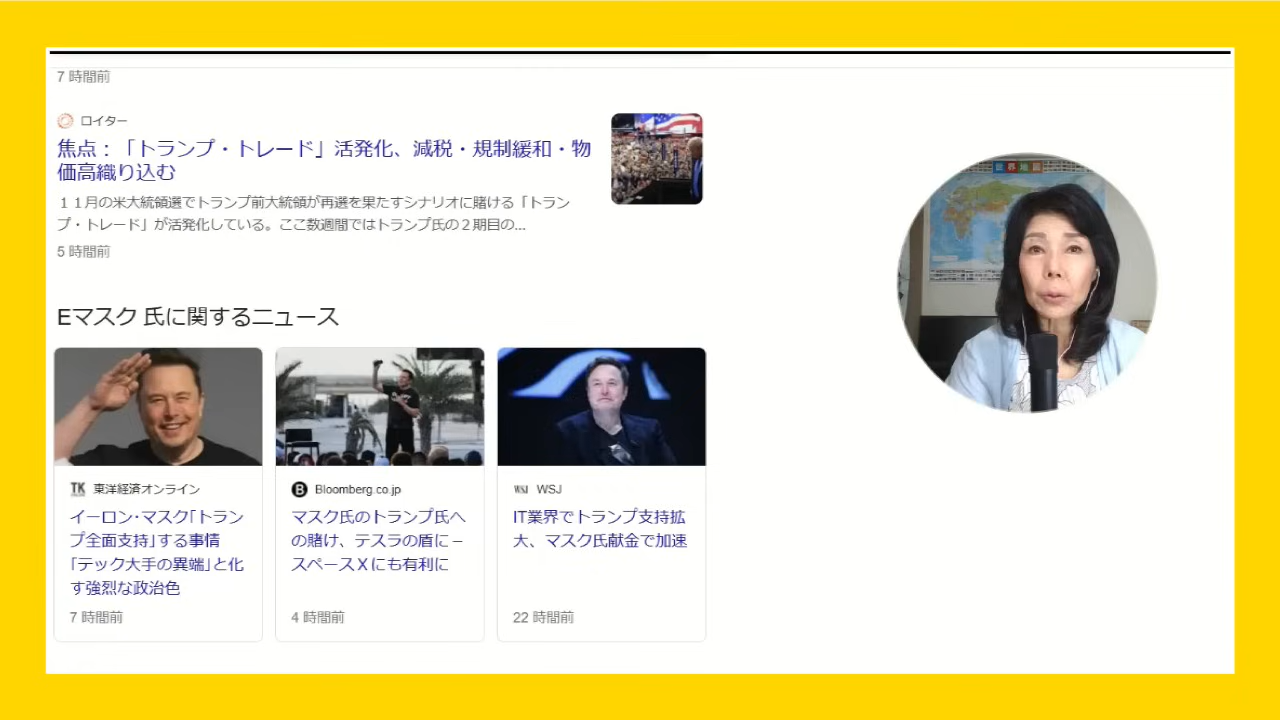 7 時間前
ロイター
焦点：「トランプ・トレード」活発化、減税・規制緩和・物
価高織り込む
１１月の米大統領選でトランプ前大統領が再選を果たすシナリオに賭ける「トラン
プ・トレード」が活発化している。ここ数週間ではトランプ氏の２期目の...
5 時間前
世界地図
Eマスク 氏に関するニュース
TK 東洋経済オンライン
イーロン･マスク｢トラン
プ全面支持｣する事情
｢テック大手の異端｣と化
す強烈な政治色
7 時間前
B Bloomberg.co.jp
マスク氏のトランプ氏へ
の賭け、テスラの盾に－
スペースＸにも有利に
4 時間前
WSJ WSJ
IT業界でトランプ支持拡
大、マスク氏献金で加速
22 時間前